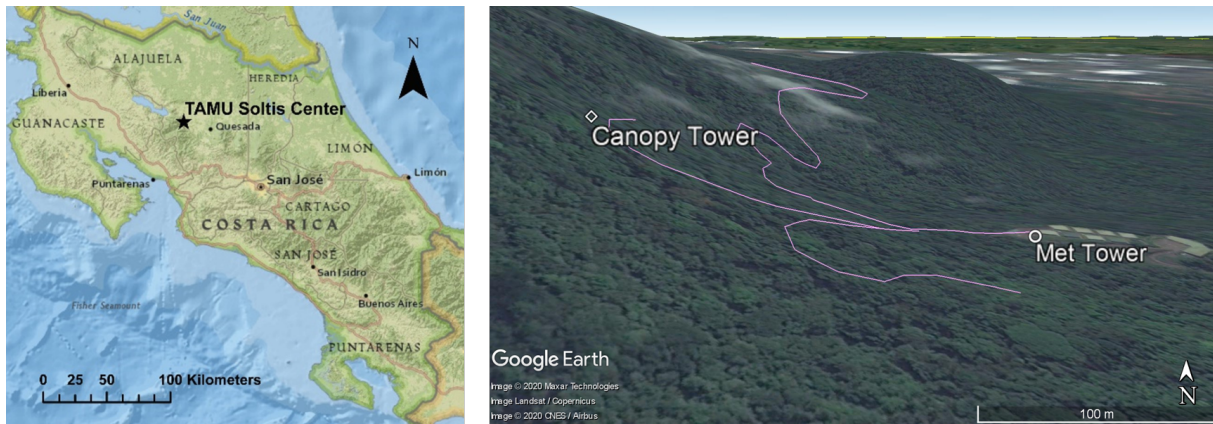 San Juan
N
ALAJUELA
HEREDIA
Liberia
TAMU Soltis Center
GUANACASTE
Quesada
LIMÓN
Puntarenas
San José
Limón
CARTAGO
COSTA RICA
SAN JOSÉ
San Isidro
Fisher Seamount
Buenos Aires
PUNTARENAS
0 25 50 100 Kilometers
Canopy Tower
Met Tower
Google Earth
Image © 2020 Maxar Technologies
Image Landsat / Copernicus
Image © 2020 CNES / Airbus
N
100 m